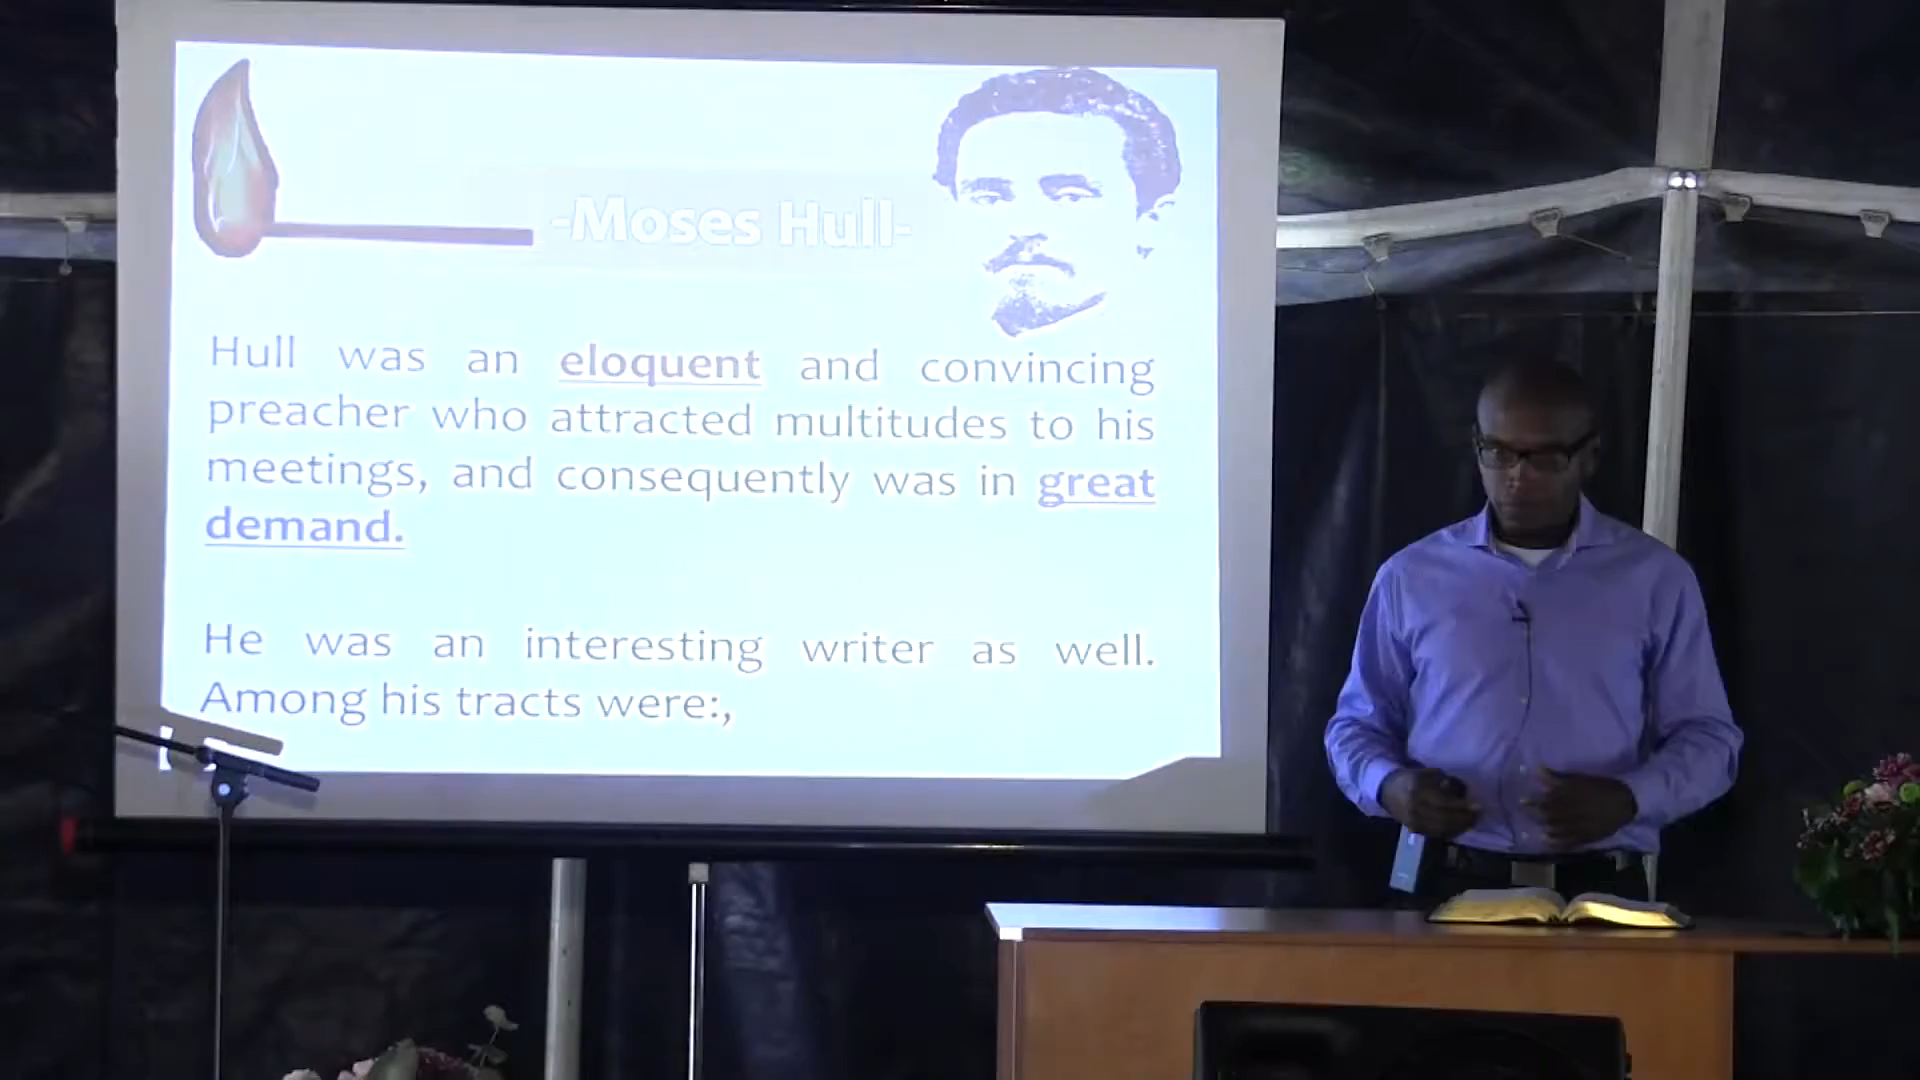 -Moses Hull-
Hull was an eloquent and convincing
preacher who attracted multitudes to his
meetings, and consequently was in great
demand.
He was an interesting writer as well.
Among his tracts were:,